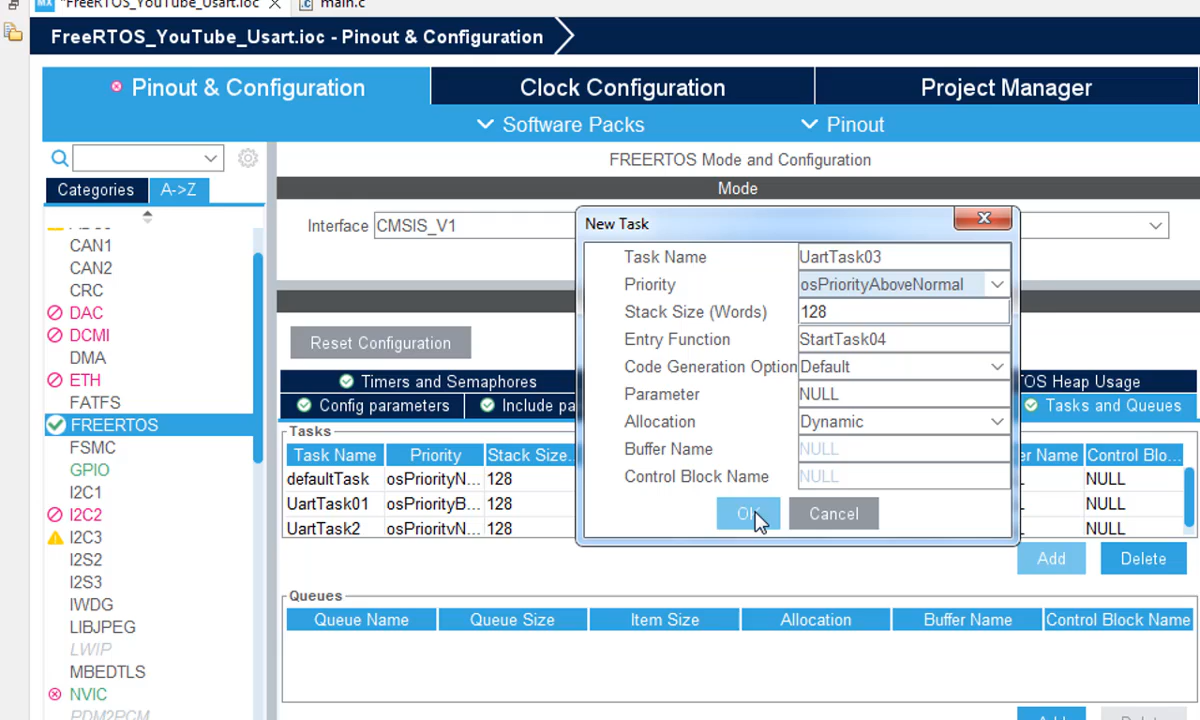 MX *FreeRTOS_YouTube_Usart.ioc main.c
FreeRTOS_YouTube_Usart.ioc - Pinout & Configuration
Pinout & Configuration Clock Configuration Project Manager
Software Packs Pinout
FREERTOS Mode and Configuration
Categories A->Z
Mode
Interface CMSIS_V1
CAN1
CAN2
CRC
DAC
DCMI
DMA
ETH
FATFS
FREERTOS
FSMC
GPIO
I2C1
I2C2
I2C3
I2S2
I2S3
IWDG
LIBJPEG
LWIP
MBEDTLS
NVIC
PDM2PCM
New Task
Task Name UartTask03
Priority osPriorityAboveNormal
Stack Size (Words) 128
Entry Function StartTask04
Code Generation Option Default
Parameter NULL
Allocation Dynamic
Buffer Name NULL
Control Block Name NULL
OK Cancel
Reset Configuration
Timers and Semaphores OS Heap Usage
Config parameters Include pa Tasks and Queues
Tasks
Task Name Priority Stack Size... er Name Control Blo...
defaultTask osPriorityN... 128 NULL
UartTask01 osPriorityB... 128 NULL
UartTask2 osPriorityN... 128 NULL
Add Delete
Queues
Queue Name Queue Size Item Size Allocation Buffer Name Control Block Name